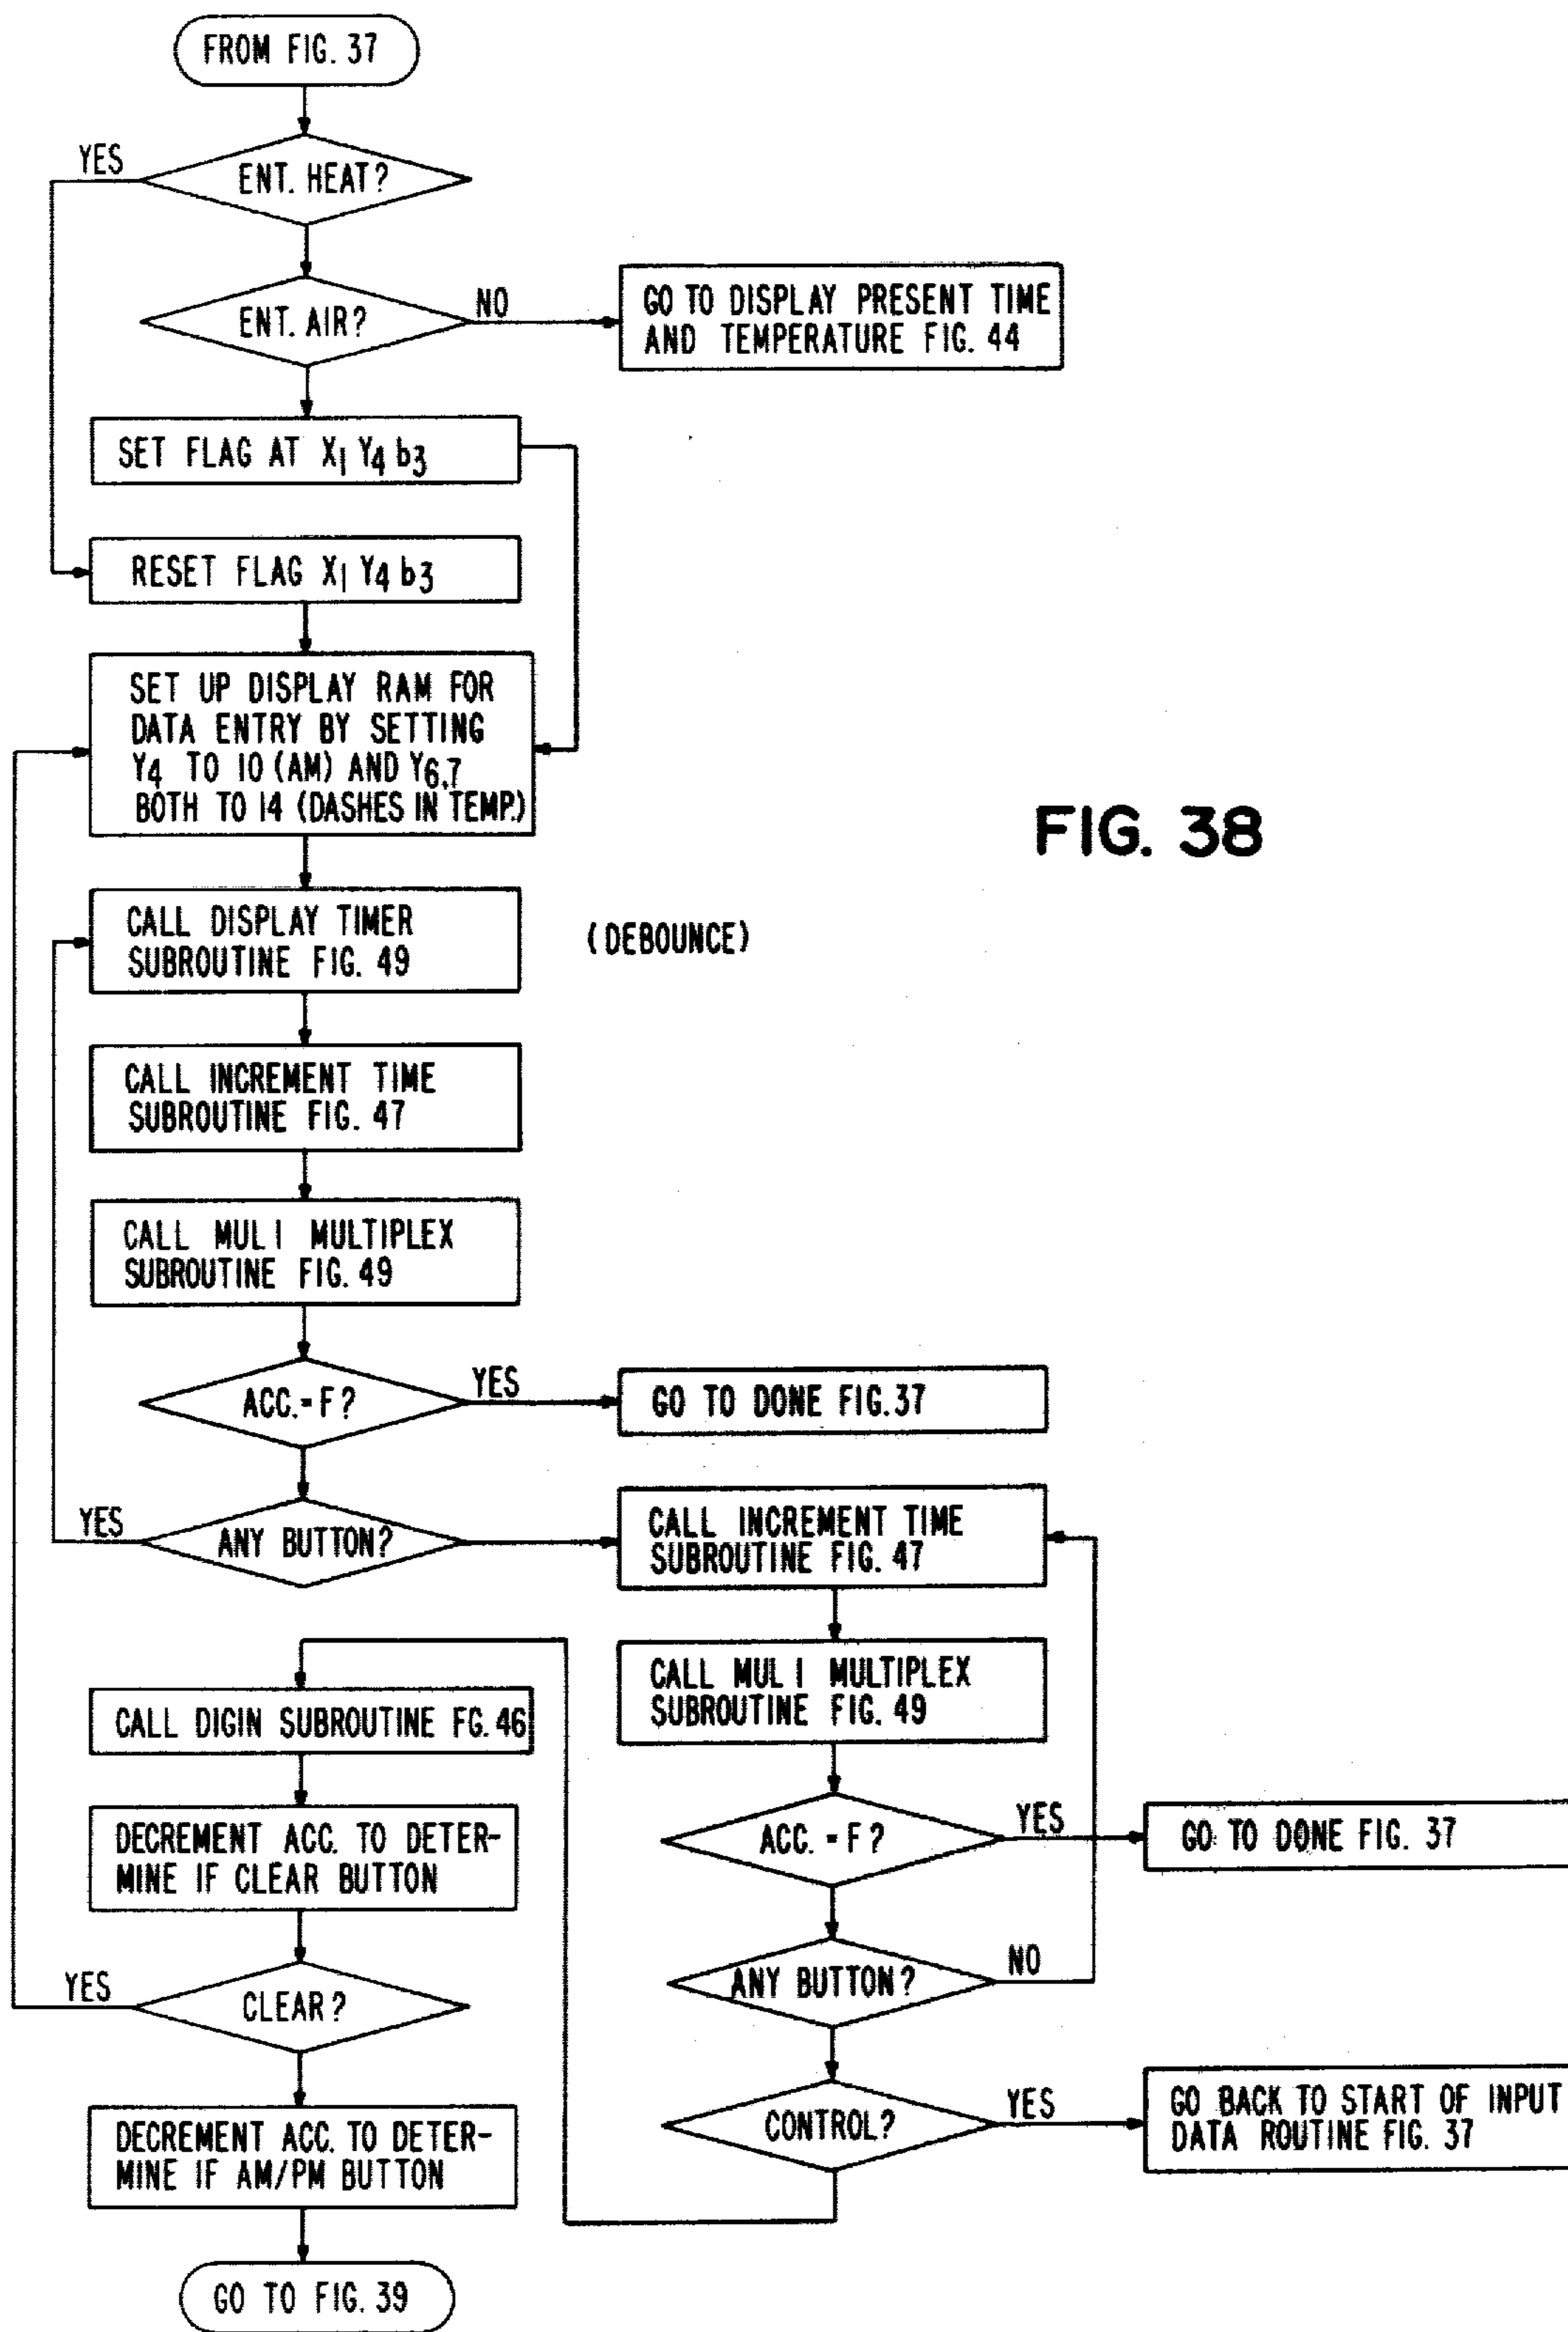 FROM FIG. 37
YES
ENT. HEAT?
ENT. AIR?
NO
GO TO DISPLAY PRESENT TIME
AND TEMPERATURE FIG. 44
SET FLAG AT X₁ Y₄ b₃
RESET FLAG X₁ Y₄ b₃
SET UP DISPLAY RAM FOR
DATA ENTRY BY SETTING
Y₄ TO 10 (AM) AND Y₆,₇
BOTH TO 14 (DASHES IN TEMP.)
FIG. 38
CALL DISPLAY TIMER
SUBROUTINE FIG. 49
(DEBOUNCE)
CALL INCREMENT TIME
SUBROUTINE FIG. 47
CALL MUL 1 MULTIPLEX
SUBROUTINE FIG. 49
ACC. = F?
YES
GO TO DONE FIG. 37
YES
ANY BUTTON?
CALL INCREMENT TIME
SUBROUTINE FIG. 47
CALL MUL 1 MULTIPLEX
SUBROUTINE FIG. 49
ACC. = F?
YES
GO TO DONE FIG. 37
ANY BUTTON?
NO
CONTROL?
YES
GO BACK TO START OF INPUT
DATA ROUTINE FIG. 37
CALL DIGIN SUBROUTINE FG. 46
DECREMENT ACC. TO DETER-
MINE IF CLEAR BUTTON
YES
CLEAR?
DECREMENT ACC. TO DETER-
MINE IF AM/PM BUTTON
GO TO FIG. 39